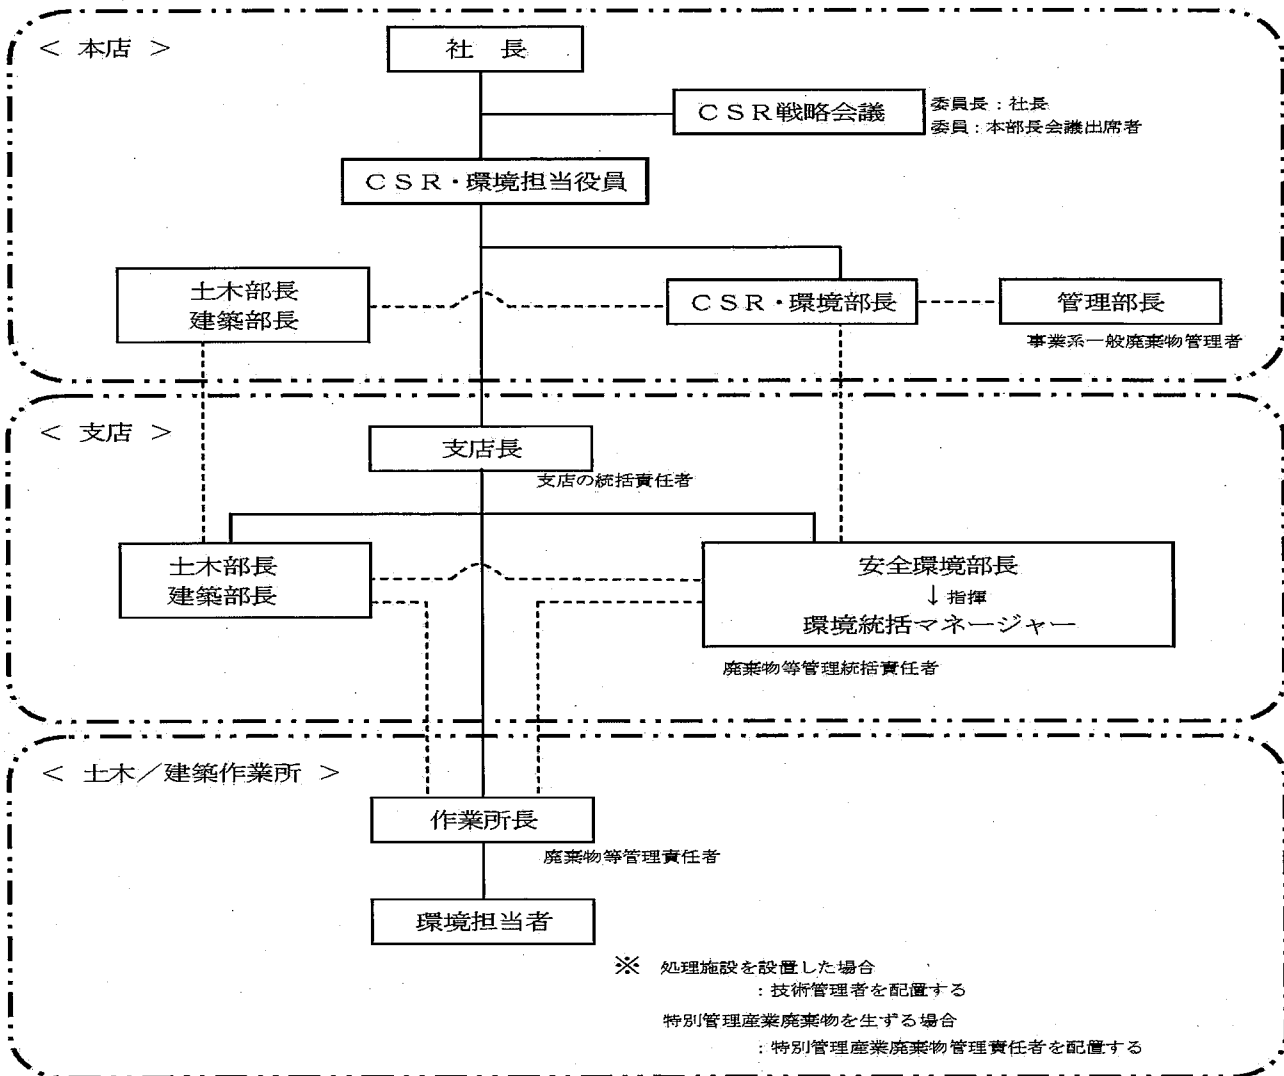 ＜ 本店 ＞
社 長
ＣＳＲ戦略会議
委員長：社長
委員：本部長会議出席者
ＣＳＲ・環境担当役員
土木部長
建築部長
ＣＳＲ・環境部長
管理部長
事業系一般廃棄物管理者
＜ 支店 ＞
支店長
支店の統括責任者
土木部長
建築部長
安全環境部長
↓指揮
環境統括マネージャー
廃棄物等管理統括責任者
＜ 土木／建築作業所 ＞
作業所長
廃棄物等管理責任者
環境担当者
※ 処理施設を設置した場合
：技術管理者を配置する
特別管理産業廃棄物を生ずる場合
：特別管理産業廃棄物管理責任者を配置する